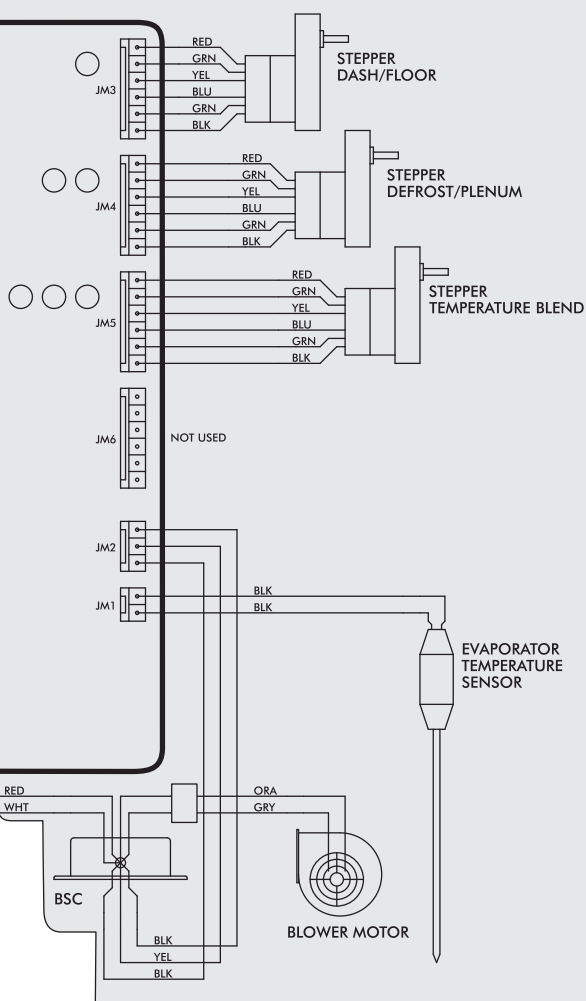 RED
GRN
YEL
JM3
BLU
GRN
BLK
STEPPER
DASH/FLOOR
RED
GRN
YEL
JM4
BLU
GRN
BLK
STEPPER
DEFROST/PLENUM
RED
GRN
YEL
JM5
BLU
GRN
BLK
STEPPER
TEMPERATURE BLEND
JM6
NOT USED
JM2
JM1
BLK
BLK
EVAPORATOR
TEMPERATURE
SENSOR
RED
WHT
ORA
GRY
BSC
BLOWER MOTOR
BLK
YEL
BLK